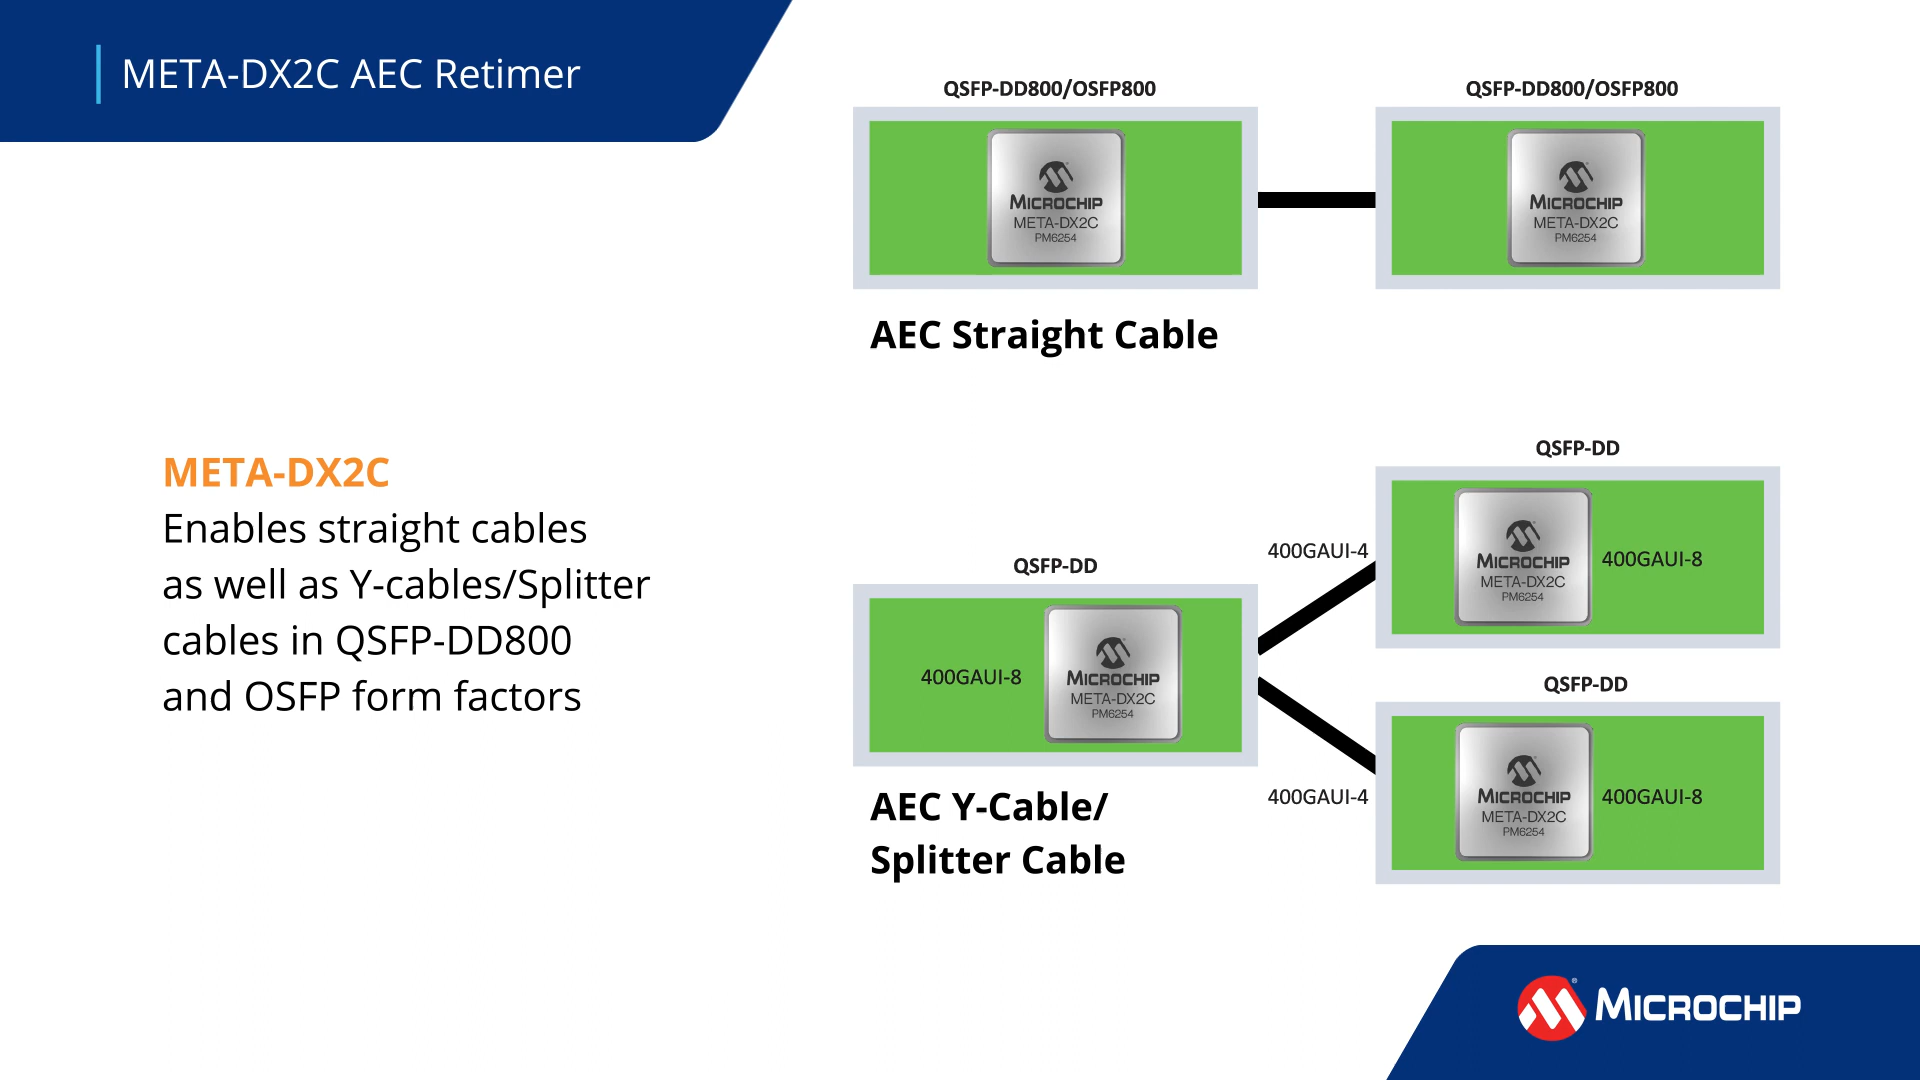 META-DX2C AEC Retimer
QSFP-DD800/OSFP800
QSFP-DD800/OSFP800
MICROCHIP
META-DX2C
PM6254
MICROCHIP
META-DX2C
PM6254
AEC Straight Cable
META-DX2C
Enables straight cables
as well as Y-cables/Splitter
cables in QSFP-DD800
and OSFP form factors
QSFP-DD
400GAUI-8
MICROCHIP
META-DX2C
PM6254
400GAUI-4
QSFP-DD
MICROCHIP
META-DX2C
PM6254
400GAUI-8
400GAUI-4
QSFP-DD
MICROCHIP
META-DX2C
PM6254
400GAUI-8
AEC Y-Cable/
Splitter Cable
MICROCHIP